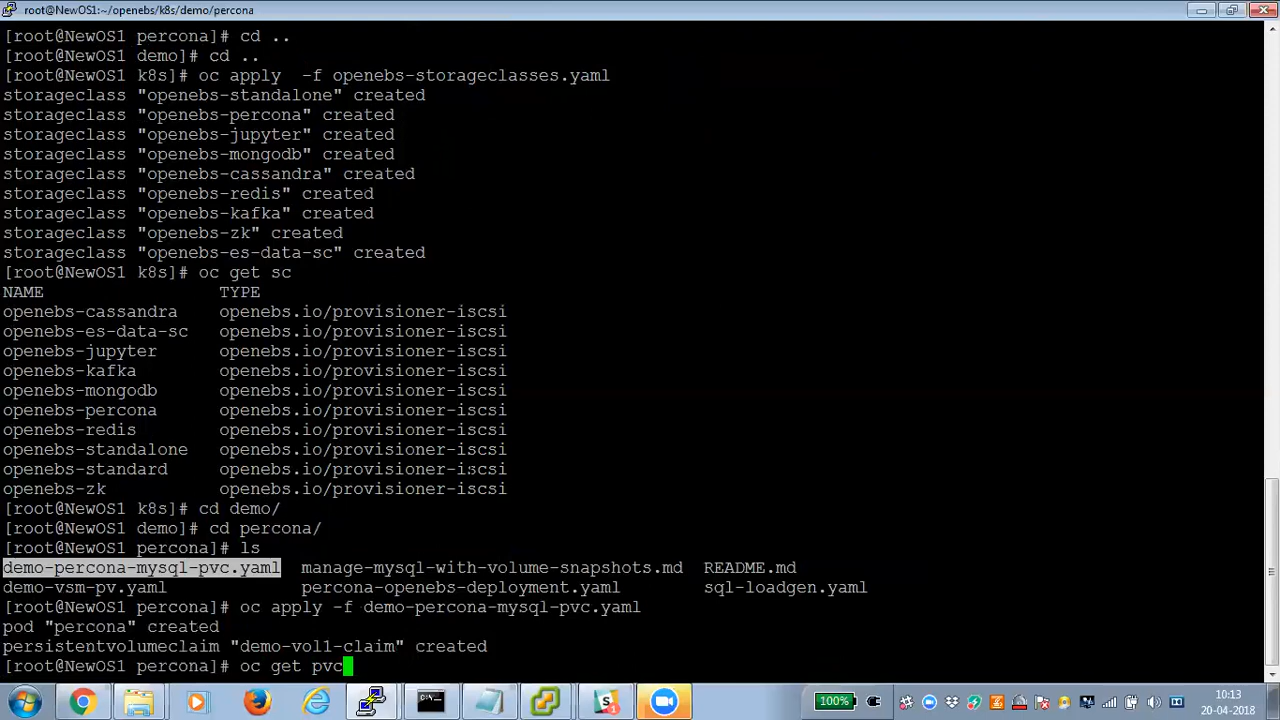 root@NewOS1:~/openebs/k8s/demo/percona
[root@NewOS1 percona]# cd ..
[root@NewOS1 demo]# cd ..
[root@NewOS1 k8s]# oc apply  -f openebs-storageclasses.yaml
storageclass "openebs-standalone" created
storageclass "openebs-percona" created
storageclass "openebs-jupyter" created
storageclass "openebs-mongodb" created
storageclass "openebs-cassandra" created
storageclass "openebs-redis" created
storageclass "openebs-kafka" created
storageclass "openebs-zk" created
storageclass "openebs-es-data-sc" created
[root@NewOS1 k8s]# oc get sc
NAME                 TYPE
openebs-cassandra    openebs.io/provisioner-iscsi
openebs-es-data-sc   openebs.io/provisioner-iscsi
openebs-jupyter      openebs.io/provisioner-iscsi
openebs-kafka        openebs.io/provisioner-iscsi
openebs-mongodb      openebs.io/provisioner-iscsi
openebs-percona      openebs.io/provisioner-iscsi
openebs-redis        openebs.io/provisioner-iscsi
openebs-standalone   openebs.io/provisioner-iscsi
openebs-standard     openebs.io/provisioner-iscsi
openebs-zk           openebs.io/provisioner-iscsi
[root@NewOS1 k8s]# cd demo/
[root@NewOS1 demo]# cd percona/
[root@NewOS1 percona]# ls
demo-percona-mysql-pvc.yaml  manage-mysql-with-volume-snapshots.md  README.md
demo-vsm-pv.yaml             percona-openebs-deployment.yaml        sql-loadgen.yaml
[root@NewOS1 percona]# oc apply -f demo-percona-mysql-pvc.yaml
pod "percona" created
persistentvolumeclaim "demo-vol1-claim" created
[root@NewOS1 percona]# oc get pvc
100%
10:13
20-04-2018